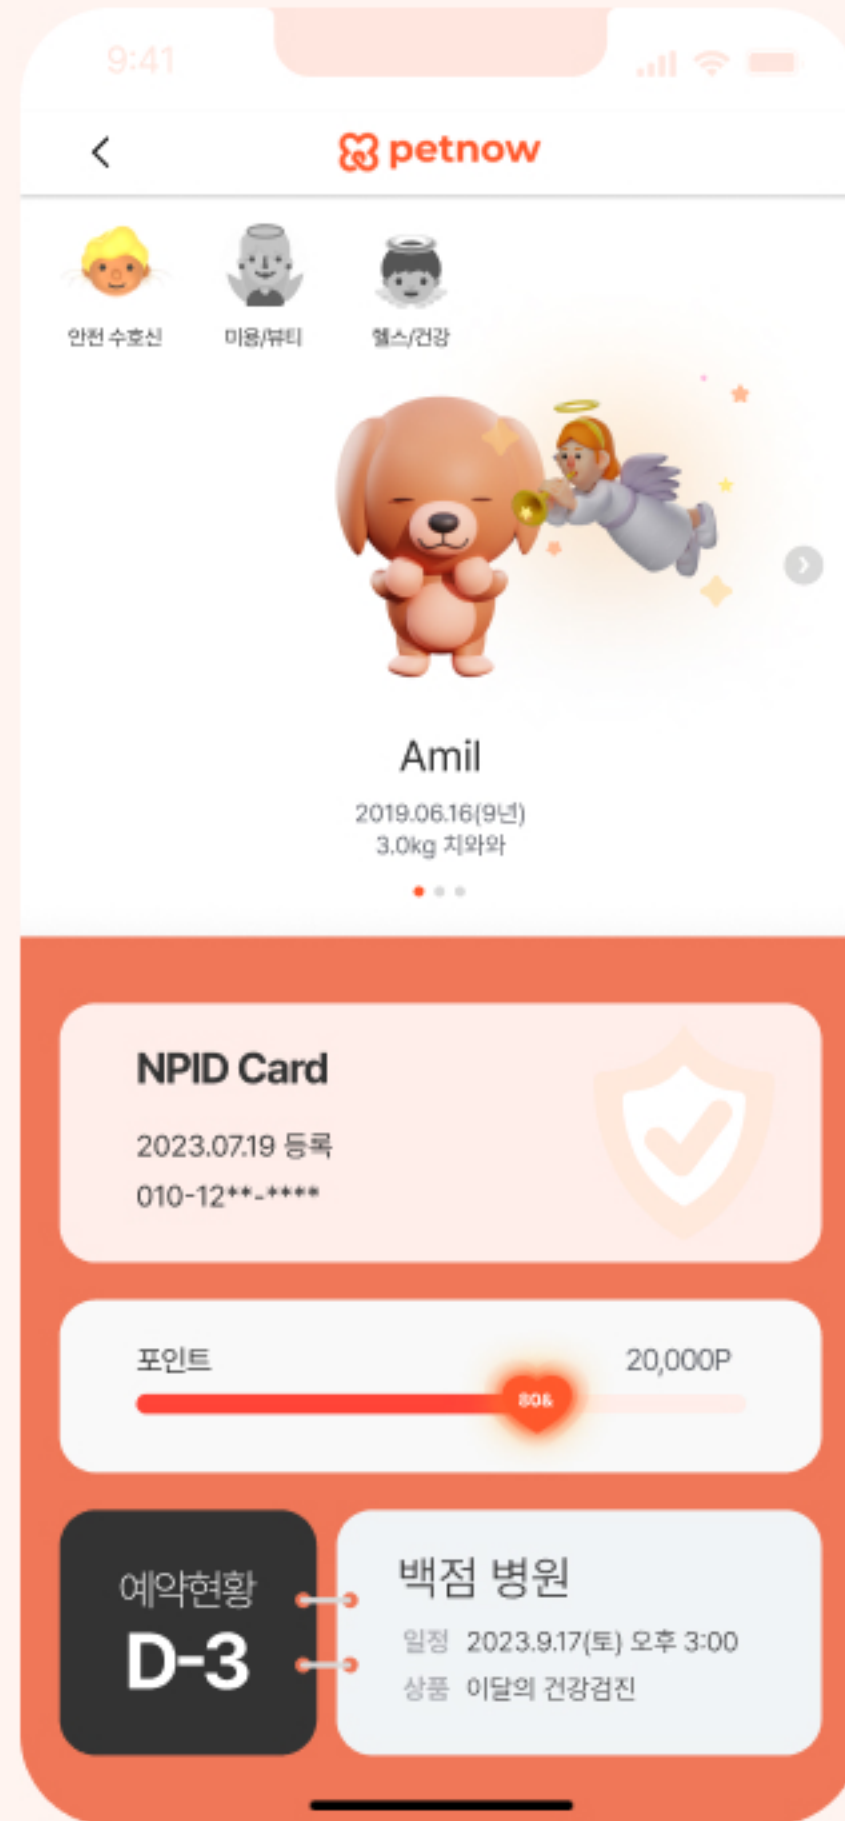 9:41
petnow
안전 수호신
미용/뷰티
헬스/건강
Amil
2019.06.16(9년)
3.0kg 치와와
NPID Card
2023.07.19 등록
010-12**-****
포인트
20,000P
80&
예약현황
D-3
백점 병원
일정 2023.9.17(토) 오후 3:00
상품 이달의 건강검진